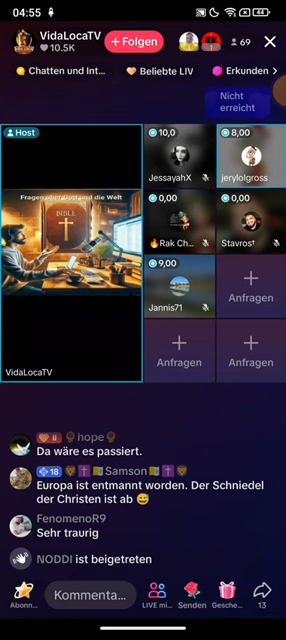 04:55
44
VidaLocaTV
10.5K
+ Folgen
69
Chatten und Int...
Beliebte LIV
Erkunden
Nicht
erreicht
Host
Fragen über Gott und die Welt
BIBLE
VidaLocaTV
10,0
JessayahX
8,00
jerylolgross
0,00
Rak Ch...
0,00
Stavros†
9,00
Jannis71
Anfragen
Anfragen
Anfragen
hope
Da wäre es passiert.
18
Samson
Europa ist entmannt worden. Der Schniedel
der Christen ist ab
FenomenoR9
Sehr traurig
NODDI ist beigetreten
Abonn...
Kommenta...
LIVE mi...
Senden
Gesche...
13